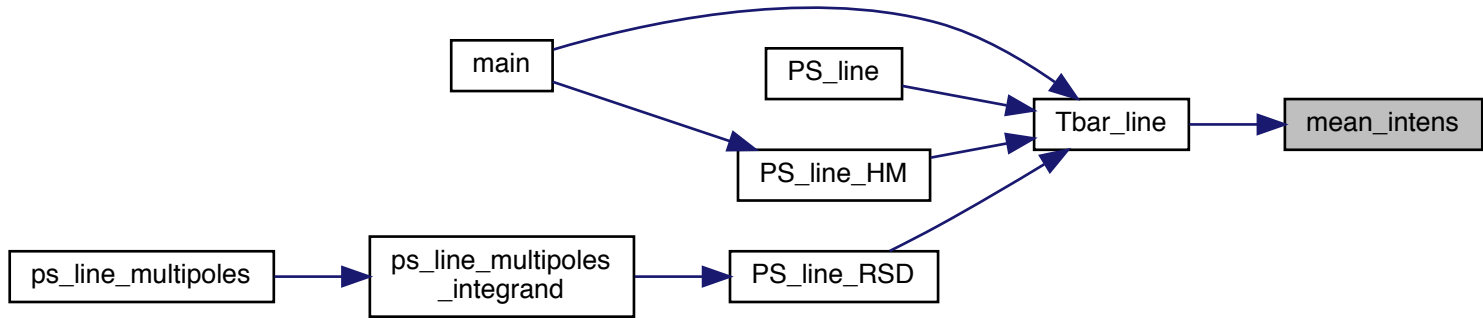 main
PS_line
Tbar_line
mean_intens
PS_line_HM
ps_line_multipoles
ps_line_multipoles
_integrand
PS_line_RSD